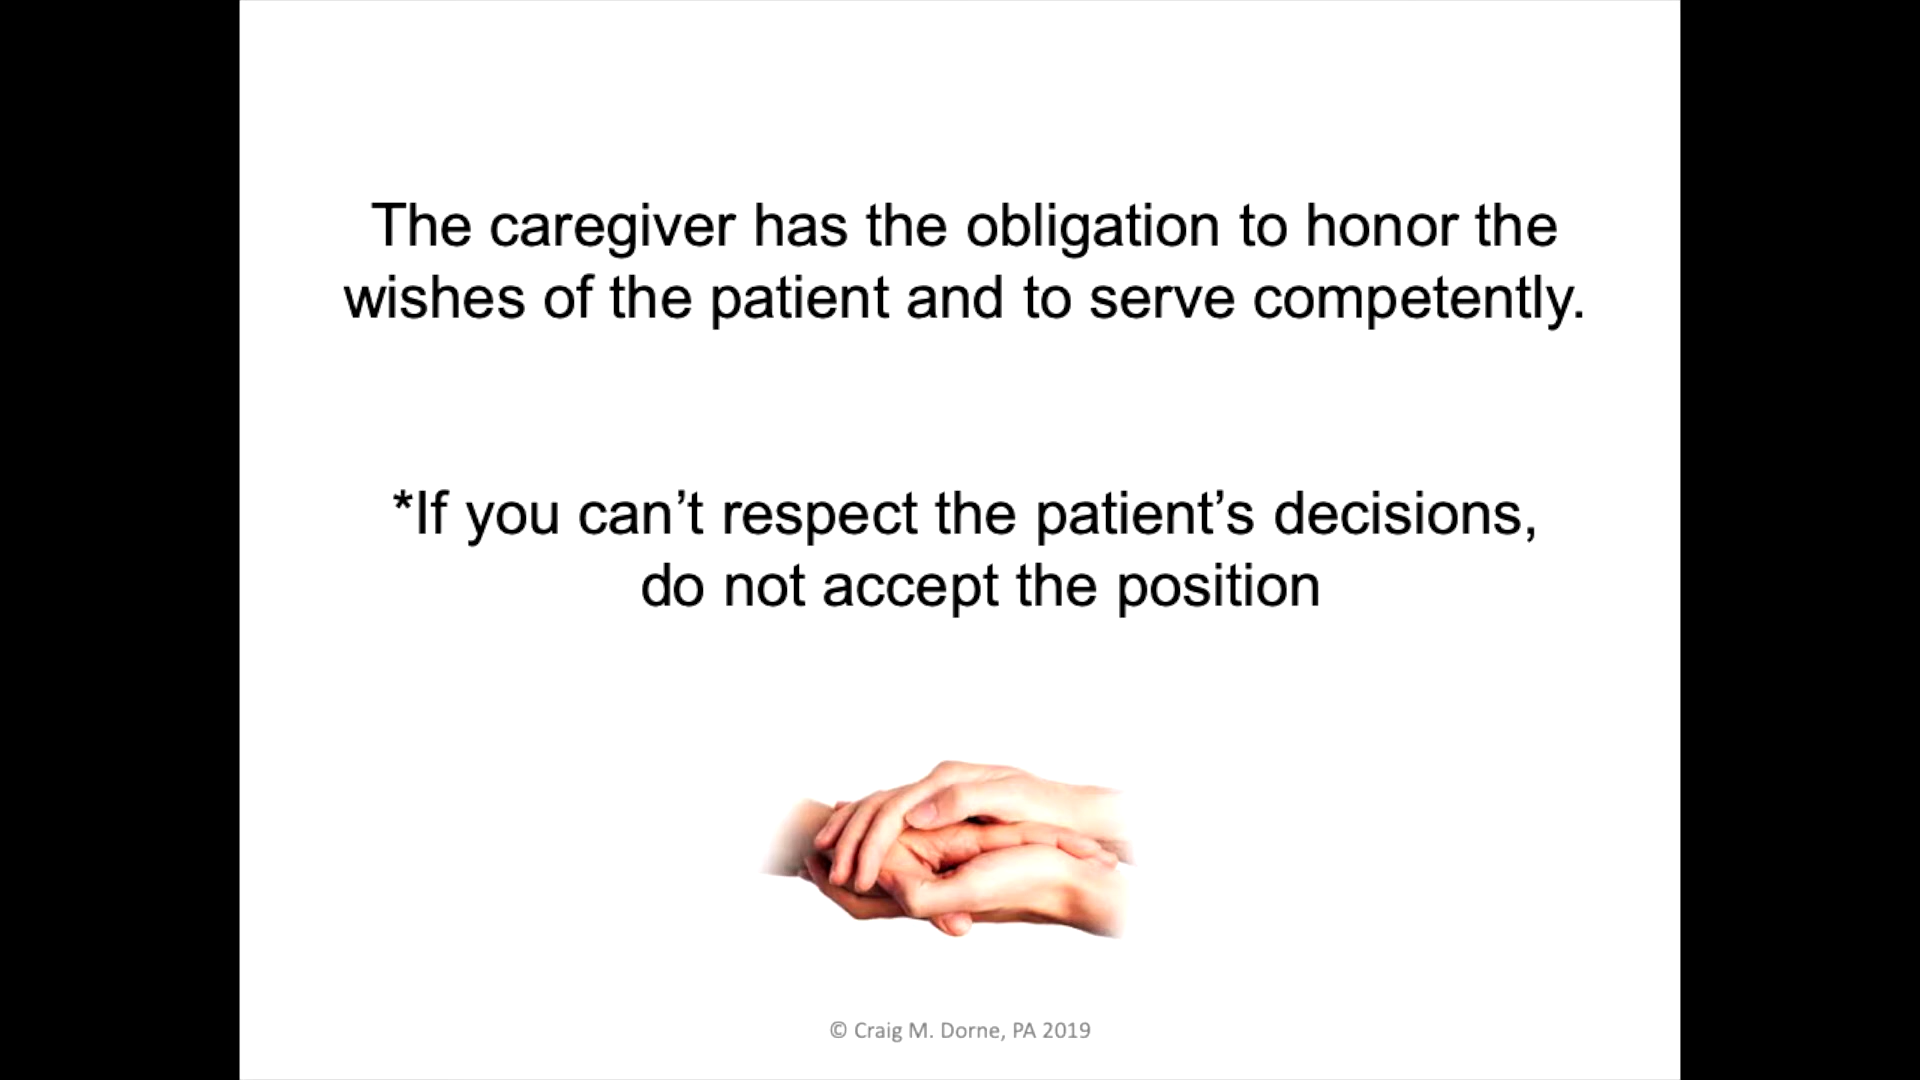 The caregiver has the obligation to honor the
wishes of the patient and to serve competently.
*If you can’t respect the patient’s decisions,
do not accept the position
© Craig M. Dorne, PA 2019